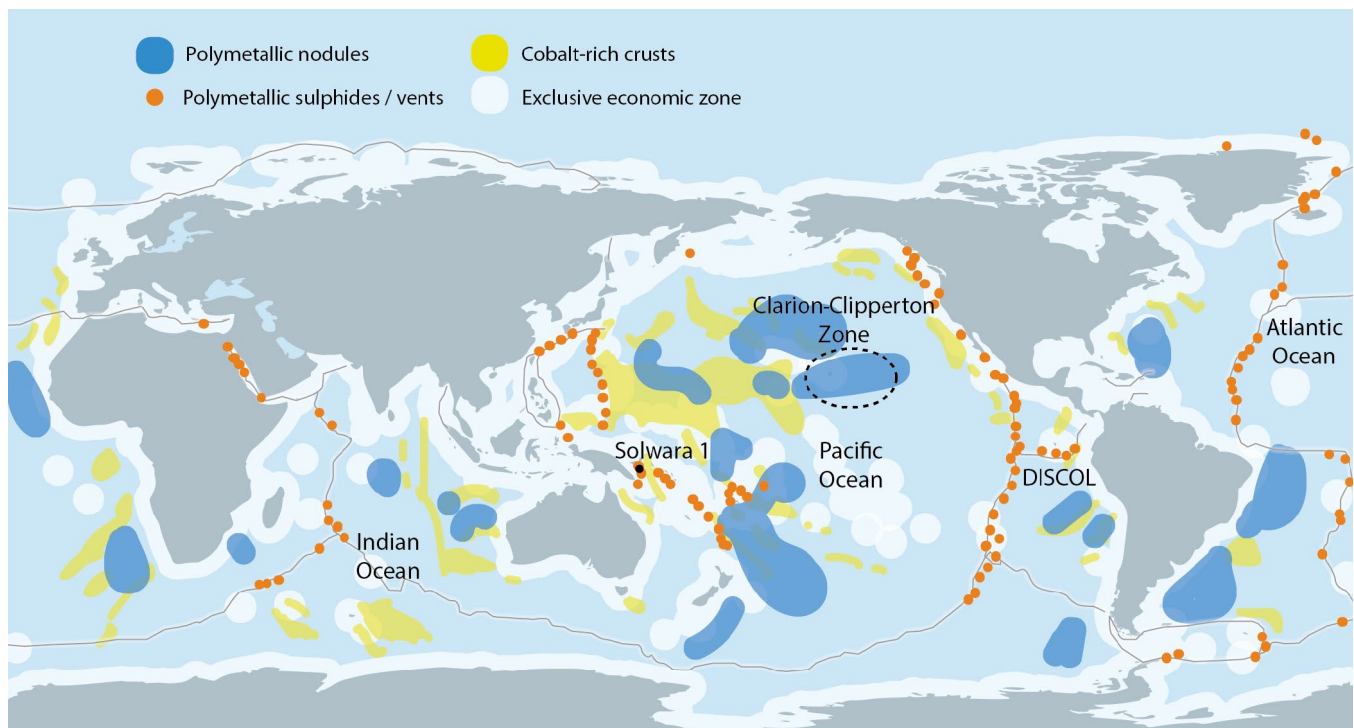 Polymetallic nodules
Cobalt-rich crusts
Polymetallic sulphides / vents
Exclusive economic zone
Clarion-Clipperton
Zone
Atlantic
Ocean
Solwara 1
Pacific
Ocean
DISCOL
Indian
Ocean